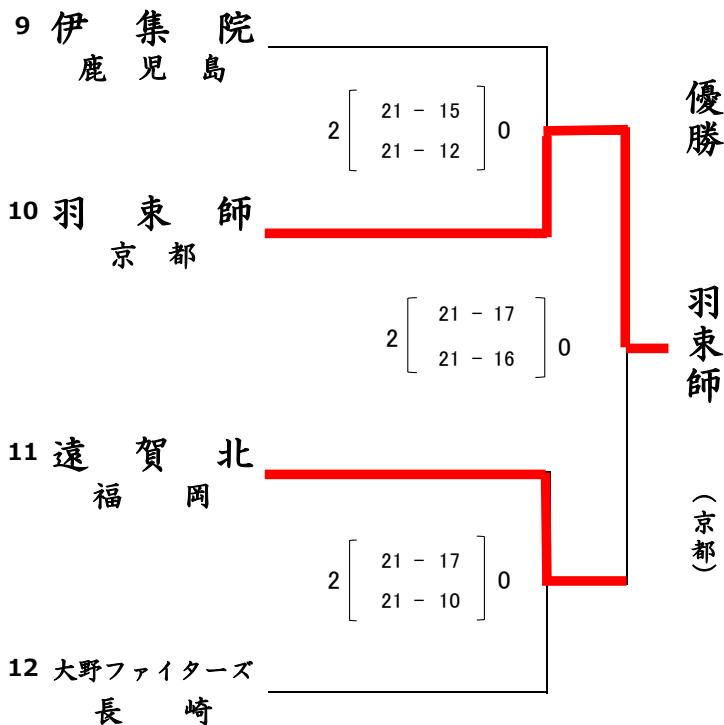 9 伊集院
鹿児島
2 21 - 15 0
21 - 12
10 羽束師
京都
2 21 - 17 0
21 - 16
11 遠賀北
福岡
2 21 - 17 0
21 - 10
12 大野ファイターズ
長崎
優勝
羽束師
(京都)